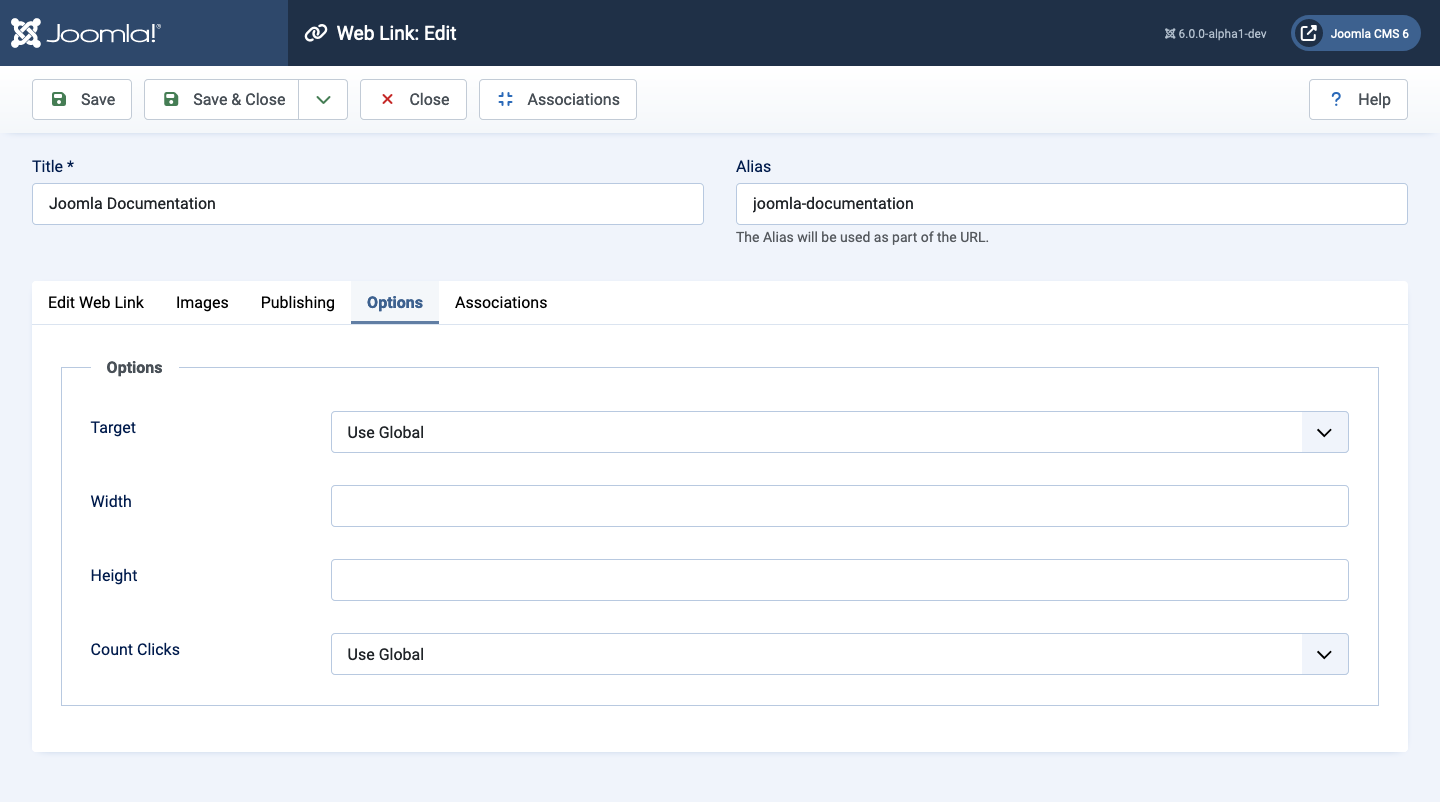 Joomla!® Web Link: Edit 6.0.0-alpha1-dev Joomla CMS 6
Save Save & Close Close Associations ? Help
Title * Alias
Joomla Documentation joomla-documentation
The Alias will be used as part of the URL.
Edit Web Link Images Publishing Options Associations
Options
Target Use Global
Width
Height
Count Clicks Use Global